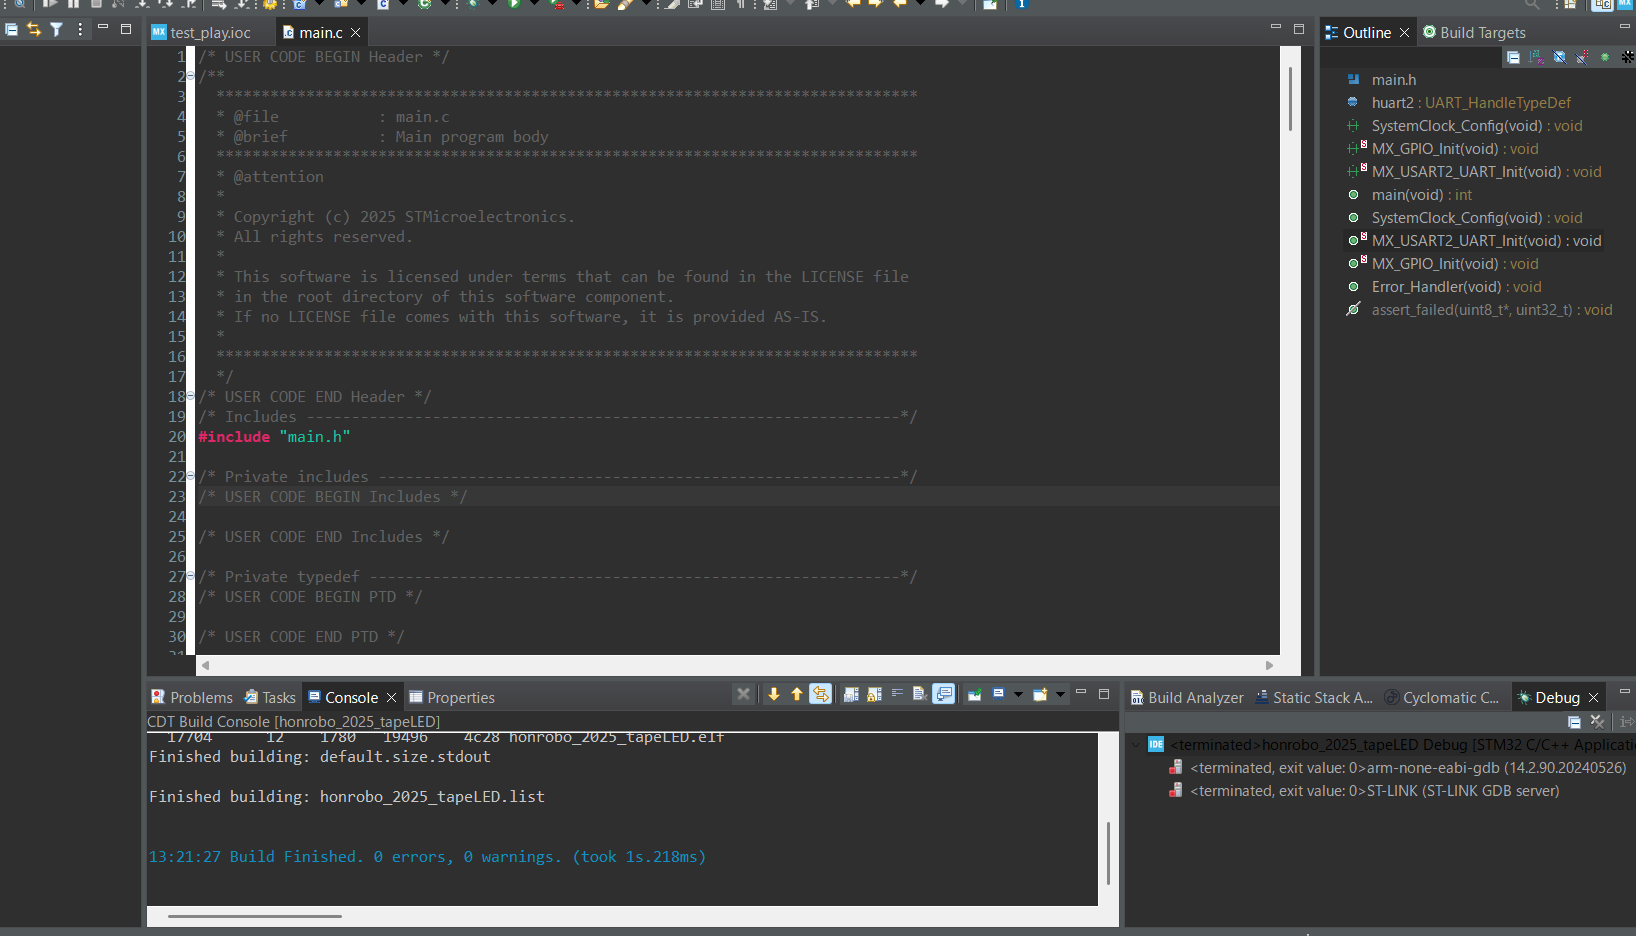 test_play.ioc
main.c
1 /* USER CODE BEGIN Header */
2 /**
3 ******************************************************************************
4 * @file : main.c
5 * @brief : Main program body
6 ******************************************************************************
7 * @attention
8 *
9 * Copyright (c) 2025 STMicroelectronics.
10 * All rights reserved.
11 *
12 * This software is licensed under terms that can be found in the LICENSE file
13 * in the root directory of this software component.
14 * If no LICENSE file comes with this software, it is provided AS-IS.
15 *
16 ******************************************************************************
17 */
18 /* USER CODE END Header */
19 /* Includes ------------------------------------------------------------------*/
20 #include "main.h"
21
22 /* Private includes ----------------------------------------------------------*/
23 /* USER CODE BEGIN Includes */
24
25 /* USER CODE END Includes */
26
27 /* Private typedef -----------------------------------------------------------*/
28 /* USER CODE BEGIN PTD */
29
30 /* USER CODE END PTD */
Outline
Build Targets
main.h
huart2 : UART_HandleTypeDef
SystemClock_Config(void) : void
MX_GPIO_Init(void) : void
MX_USART2_UART_Init(void) : void
main(void) : int
SystemClock_Config(void) : void
MX_USART2_UART_Init(void) : void
MX_GPIO_Init(void) : void
Error_Handler(void) : void
assert_failed(uint8_t*, uint32_t) : void
Problems
Tasks
Console
Properties
CDT Build Console [honrobo_2025_tapeLED]
17704 12 1780 19496 4c28 honrobo_2025_tapeLED.elf
Finished building: default.size.stdout
Finished building: honrobo_2025_tapeLED.list
13:21:27 Build Finished. 0 errors, 0 warnings. (took 1s.218ms)
Build Analyzer
Static Stack A...
Cyclomatic C...
Debug
IDE <terminated>honrobo_2025_tapeLED Debug [STM32 C/C++ Applicati
<terminated, exit value: 0>arm-none-eabi-gdb (14.2.90.20240526)
<terminated, exit value: 0>ST-LINK (ST-LINK GDB server)